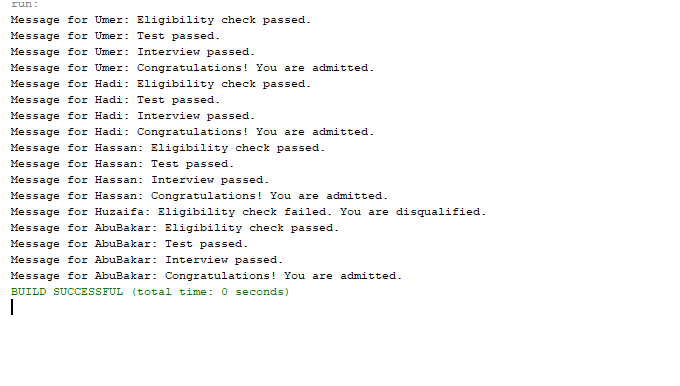 run:
Message for Umer: Eligibility check passed.
Message for Umer: Test passed.
Message for Umer: Interview passed.
Message for Umer: Congratulations! You are admitted.
Message for Hadi: Eligibility check passed.
Message for Hadi: Test passed.
Message for Hadi: Interview passed.
Message for Hadi: Congratulations! You are admitted.
Message for Hassan: Eligibility check passed.
Message for Hassan: Test passed.
Message for Hassan: Interview passed.
Message for Hassan: Congratulations! You are admitted.
Message for Huzaifa: Eligibility check failed. You are disqualified.
Message for AbuBakar: Eligibility check passed.
Message for AbuBakar: Test passed.
Message for AbuBakar: Interview passed.
Message for AbuBakar: Congratulations! You are admitted.
BUILD SUCCESSFUL (total time: 0 seconds)